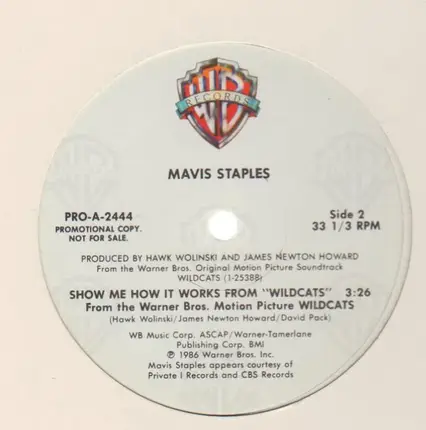 WB
RECORDS
MAVIS STAPLES
PRO-A-2444
PROMOTIONAL COPY.
NOT FOR SALE.
Side 2
33 1/3 RPM
PRODUCED BY HAWK WOLINSKI AND JAMES NEWTON HOWARD
From the Warner Bros. Original Motion Picture Soundtrack
WILDCATS (1-25388)
SHOW ME HOW IT WORKS FROM "WILDCATS" 3:26
From the Warner Bros. Motion Picture WILDCATS
(Hawk Wolinski/James Newton Howard/David Pack)
WB Music Corp. ASCAP/Warner-Tamerlane
Publishing Corp. BMI
℗ 1986 Warner Bros. Inc.
Mavis Staples appears courtesy of
Private I Records and CBS Records